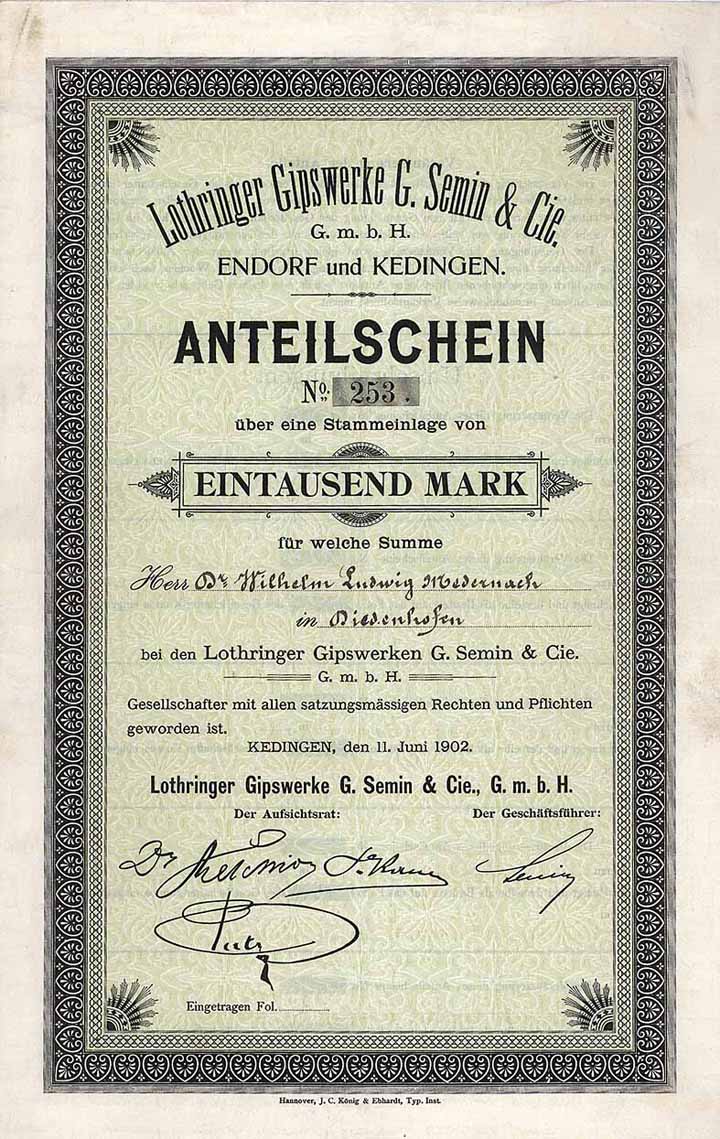 Lothringer Gipswerke G. Semin & Cie.
G. m. b. H.
ENDORF und KEDINGEN.
ANTEILSCHEIN
No. 253.
über eine Stammeinlage von
EINTAUSEND MARK
für welche Summe
Herr Dr. Wilhelm Ludwig Medernach
in Diedenhofen
bei den Lothringer Gipswerken G. Semin & Cie.
G. m. b. H.
Gesellschafter mit allen satzungsmässigen Rechten und Pflichten
geworden ist.
KEDINGEN, den 11. Juni 1902.
Lothringer Gipswerke G. Semin & Cie., G. m. b. H.
Der Aufsichtsrat: Der Geschäftsführer:
Dr Semin
Eingetragen Fol.
Hannover, J. C. König & Ebhardt, Typ. Inst.